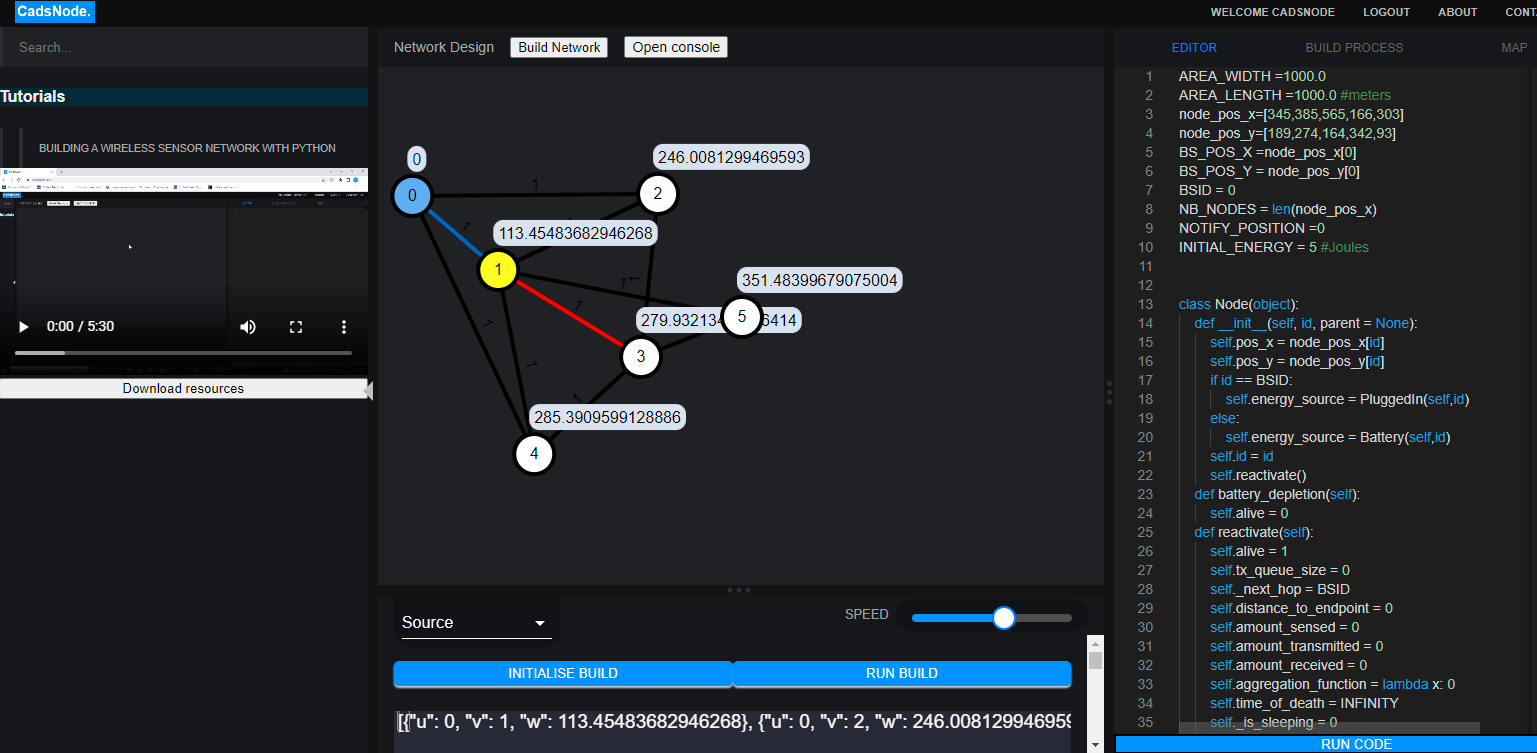 CadsNode.
WELCOME CADSNODE LOGOUT ABOUT CONT
Search...
Tutorials
BUILDING A WIRELESS SENSOR NETWORK WITH PYTHON
0:00 / 5:30
Download resources
Network Design Build Network Open console
0
0
1
246.0081299469593
2
1
1
113.45483682946268
1
1
351.48399679075004
1
279.932134
6414
5
1
3
1
1
285.3909599128886
4
Source
SPEED
INITIALISE BUILD RUN BUILD
[{"u": 0, "v": 1, "w": 113.45483682946268}, {"u": 0, "v": 2, "w": 246.008129946959
EDITOR BUILD PROCESS MAP
1 AREA_WIDTH =1000.0
2 AREA_LENGTH =1000.0 #meters
3 node_pos_x=[345,385,565,166,303]
4 node_pos_y=[189,274,164,342,93]
5 BS_POS_X =node_pos_x[0]
6 BS_POS_Y = node_pos_y[0]
7 BSID = 0
8 NB_NODES = len(node_pos_x)
9 NOTIFY_POSITION =0
10 INITIAL_ENERGY = 5 #Joules
11
12
13 class Node(object):
14 def __init__(self, id, parent = None):
15 self.pos_x = node_pos_x[id]
16 self.pos_y = node_pos_y[id]
17 if id == BSID:
18 self.energy_source = PluggedIn(self,id)
19 else:
20 self.energy_source = Battery(self,id)
21 self.id = id
22 self.reactivate()
23 def battery_depletion(self):
24 self.alive = 0
25 def reactivate(self):
26 self.alive = 1
27 self.tx_queue_size = 0
28 self._next_hop = BSID
29 self.distance_to_endpoint = 0
30 self.amount_sensed = 0
31 self.amount_transmitted = 0
32 self.amount_received = 0
33 self.aggregation_function = lambda x: 0
34 self.time_of_death = INFINITY
35 self._is_sleeping = 0
RUN CODE